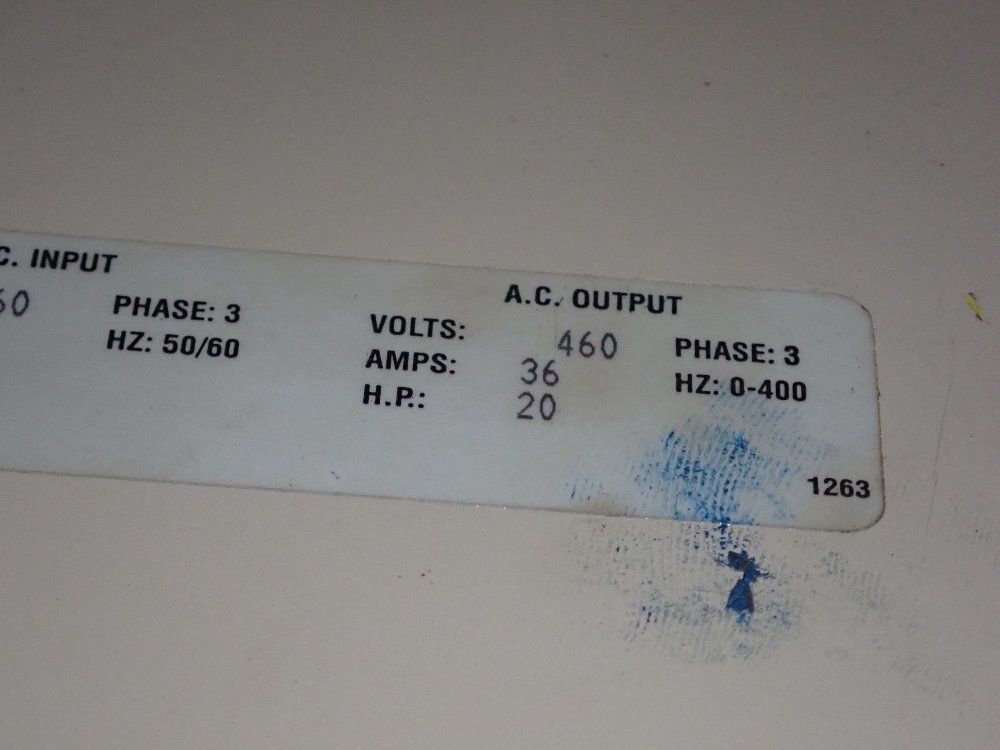 C. INPUT
60 PHASE: 3
HZ: 50/60
A.C. OUTPUT
VOLTS: 460 PHASE: 3
AMPS: 36 HZ: 0-400
H.P.: 20
1263